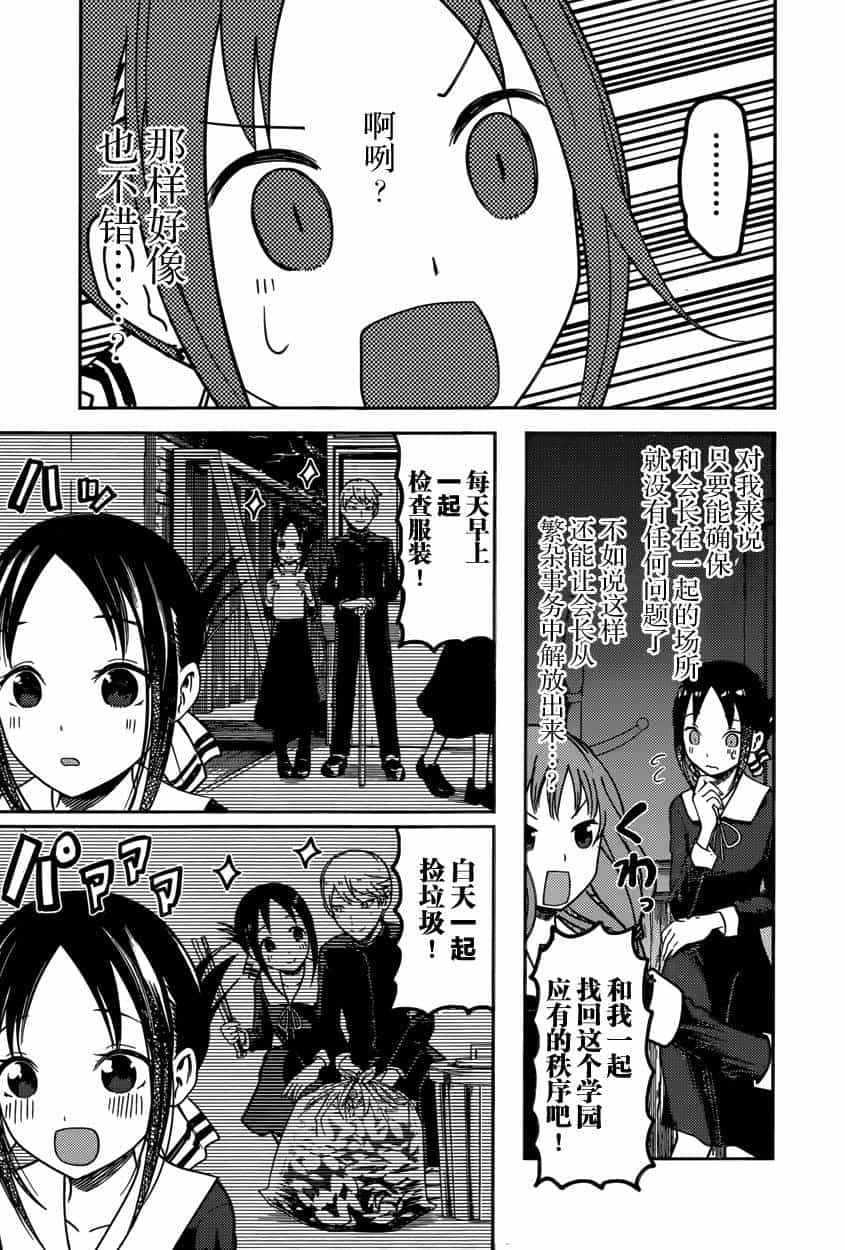 ………
啊咧？
那样好像
也不错……？
对我来说
只要能确保
和会长在一起的场所
就没有任何问题了
不如说这样
还能让会长从
繁杂事务中解放出来…？
くわっ
和我一起
找回这个学园
应有的秩序吧！
每天早上
一起
检查服装！
パァッ
白天一起
捡垃圾！
パァァァ